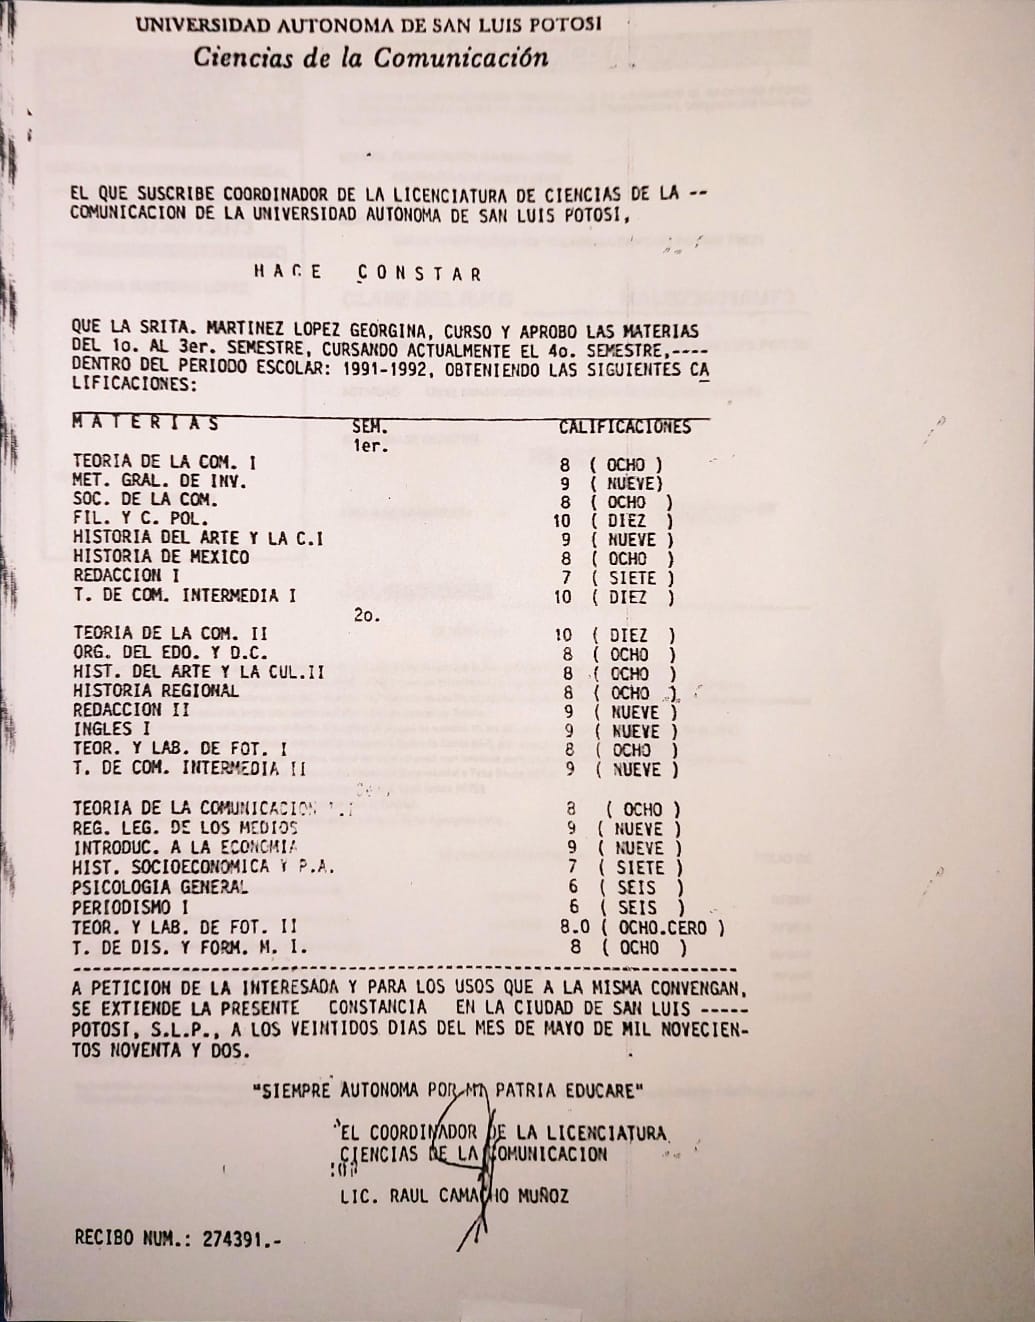 UNIVERSIDAD AUTONOMA DE SAN LUIS POTOSI
Ciencias de la Comunicación
EL QUE SUSCRIBE COORDINADOR DE LA LICENCIATURA DE CIENCIAS DE LA --
COMUNICACION DE LA UNIVERSIDAD AUTONOMA DE SAN LUIS POTOSI,
H A C E C O N S T A R
QUE LA SRITA. MARTINEZ LOPEZ GEORGINA, CURSO Y APROBO LAS MATERIAS
DEL 1o. AL 3er. SEMESTRE, CURSANDO ACTUALMENTE EL 4o. SEMESTRE,----
DENTRO DEL PERIODO ESCOLAR: 1991-1992, OBTENIENDO LAS SIGUIENTES CA
LIFICACIONES:
M A T E R I A S SEM. CALIFICACIONES
1er.
TEORIA DE LA COM. I 8 ( OCHO )
MET. GRAL. DE INV. 9 ( NUEVE)
SOC. DE LA COM. 8 ( OCHO )
FIL. Y C. POL. 10 ( DIEZ )
HISTORIA DEL ARTE Y LA C.I 9 ( NUEVE )
HISTORIA DE MEXICO 8 ( OCHO )
REDACCION I 7 ( SIETE )
T. DE COM. INTERMEDIA I 10 ( DIEZ )
2o.
TEORIA DE LA COM. II 10 ( DIEZ )
ORG. DEL EDO. Y D.C. 8 ( OCHO )
HIST. DEL ARTE Y LA CUL.II 8 ( OCHO )
HISTORIA REGIONAL 8 ( OCHO )
REDACCION II 9 ( NUEVE )
INGLES I 9 ( NUEVE )
TEOR. Y LAB. DE FOT. I 8 ( OCHO )
T. DE COM. INTERMEDIA II 9 ( NUEVE )
TEORIA DE LA COMUNICACION 8 ( OCHO )
REG. LEG. DE LOS MEDIOS 9 ( NUEVE )
INTRODUC. A LA ECONOMIA 9 ( NUEVE )
HIST. SOCIOECONOMICA Y P.A. 7 ( SIETE )
PSICOLOGIA GENERAL 6 ( SEIS )
PERIODISMO I 6 ( SEIS )
TEOR. Y LAB. DE FOT. II 8.0 ( OCHO.CERO )
T. DE DIS. Y FORM. M. I. 8 ( OCHO )
A PETICION DE LA INTERESADA Y PARA LOS USOS QUE A LA MISMA CONVENGAN,
SE EXTIENDE LA PRESENTE CONSTANCIA EN LA CIUDAD DE SAN LUIS -----
POTOSI, S.L.P., A LOS VEINTIDOS DIAS DEL MES DE MAYO DE MIL NOVECIEN-
TOS NOVENTA Y DOS.
"SIEMPRE AUTONOMA POR MI PATRIA EDUCARE"
EL COORDINADOR DE LA LICENCIATURA
CIENCIAS DE LA COMUNICACION
LIC. RAUL CAMACHO MUÑOZ
RECIBO NUM.: 274391.-